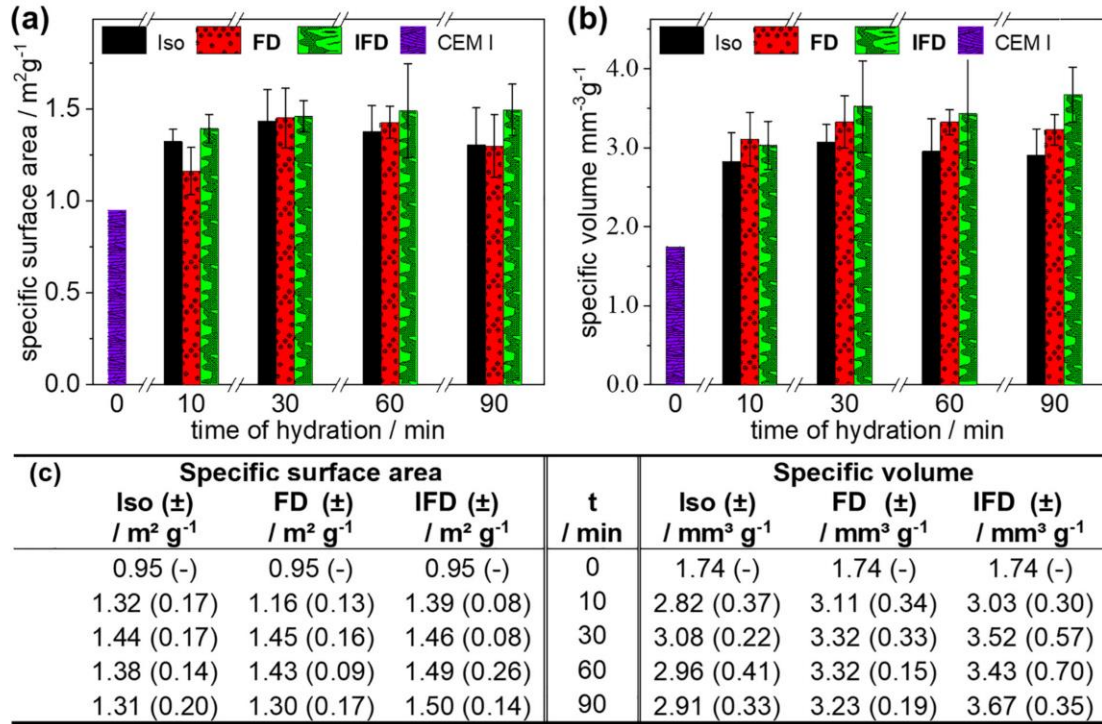 (a)
Iso FD IFD CEM I
specific surface area / m²g⁻¹
1.5
1.0
0.5
0.0
0 10 30 60 90
time of hydration / min
(b)
Iso FD IFD CEM I
specific volume mm⁻³g⁻¹
4.0
3.0
2.0
1.0
0.0
0 10 30 60 90
time of hydration / min
(c) Specific surface area Specific volume
Iso (±) FD (±) IFD (±) t Iso (±) FD (±) IFD (±)
/ m² g⁻¹ / m² g⁻¹ / m² g⁻¹ / min / mm³ g⁻¹ / mm³ g⁻¹ / mm³ g⁻¹
0.95 (-) 0.95 (-) 0.95 (-) 0 1.74 (-) 1.74 (-) 1.74 (-)
1.32 (0.17) 1.16 (0.13) 1.39 (0.08) 10 2.82 (0.37) 3.11 (0.34) 3.03 (0.30)
1.44 (0.17) 1.45 (0.16) 1.46 (0.08) 30 3.08 (0.22) 3.32 (0.33) 3.52 (0.57)
1.38 (0.14) 1.43 (0.09) 1.49 (0.26) 60 2.96 (0.41) 3.32 (0.15) 3.43 (0.70)
1.31 (0.20) 1.30 (0.17) 1.50 (0.14) 90 2.91 (0.33) 3.23 (0.19) 3.67 (0.35)